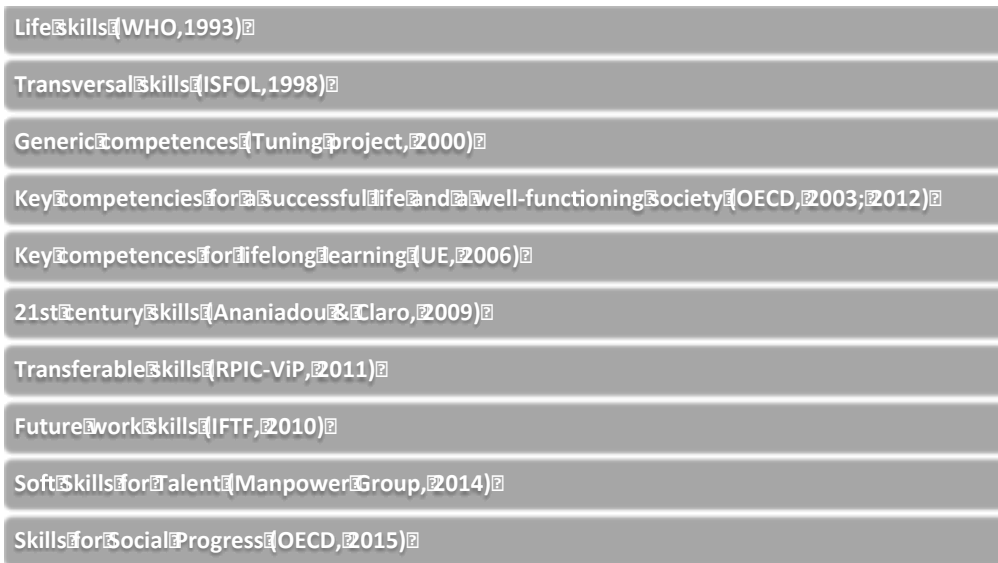 Life skills (WHO,1993)
Transversal skills (ISFOL,1998)
Generic competences (Tuning project, 2000)
Key competencies for a successful life and a well-functioning society (OECD, 2003; 2012)
Key competences for lifelong learning (UE, 2006)
21st century skills (Ananiadou & Claro, 2009)
Transferable skills (RPIC-ViP, 2011)
Future work skills (IFTF, 2010)
Soft Skills for Talent (Manpower Group, 2014)
Skills for Social Progress (OECD, 2015)